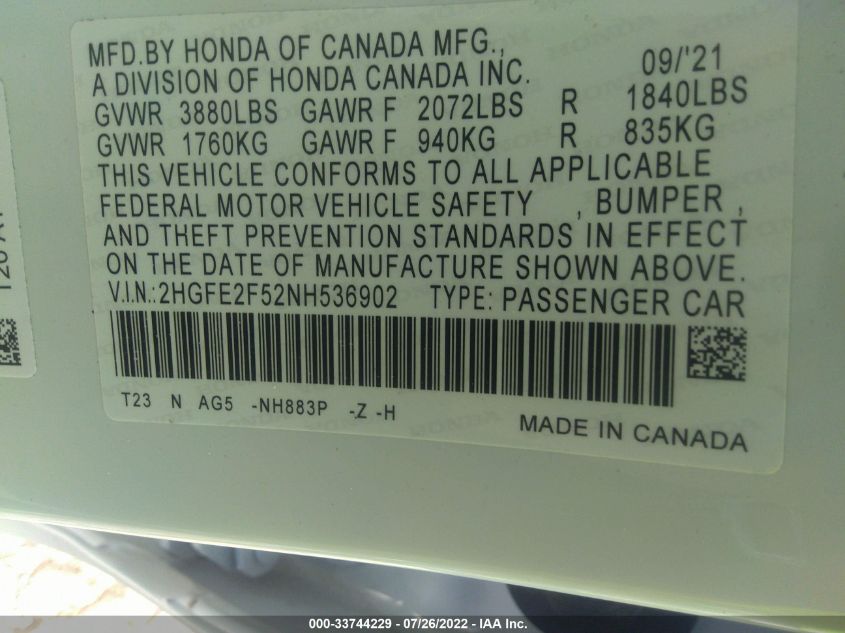 MFD.BY HONDA OF CANADA MFG.,
A DIVISION OF HONDA CANADA INC. 09/'21
GVWR 3880LBS GAWR F 2072LBS R 1840LBS
GVWR 1760KG GAWR F 940KG R 835KG
THIS VEHICLE CONFORMS TO ALL APPLICABLE
FEDERAL MOTOR VEHICLE SAFETY , BUMPER ,
AND THEFT PREVENTION STANDARDS IN EFFECT
ON THE DATE OF MANUFACTURE SHOWN ABOVE.
V.I.N.:2HGFE2F52NH536902 TYPE: PASSENGER CAR
T23 N AG5 -NH883P -Z -H
MADE IN CANADA
000-33744229 - 07/26/2022 - IAA Inc.